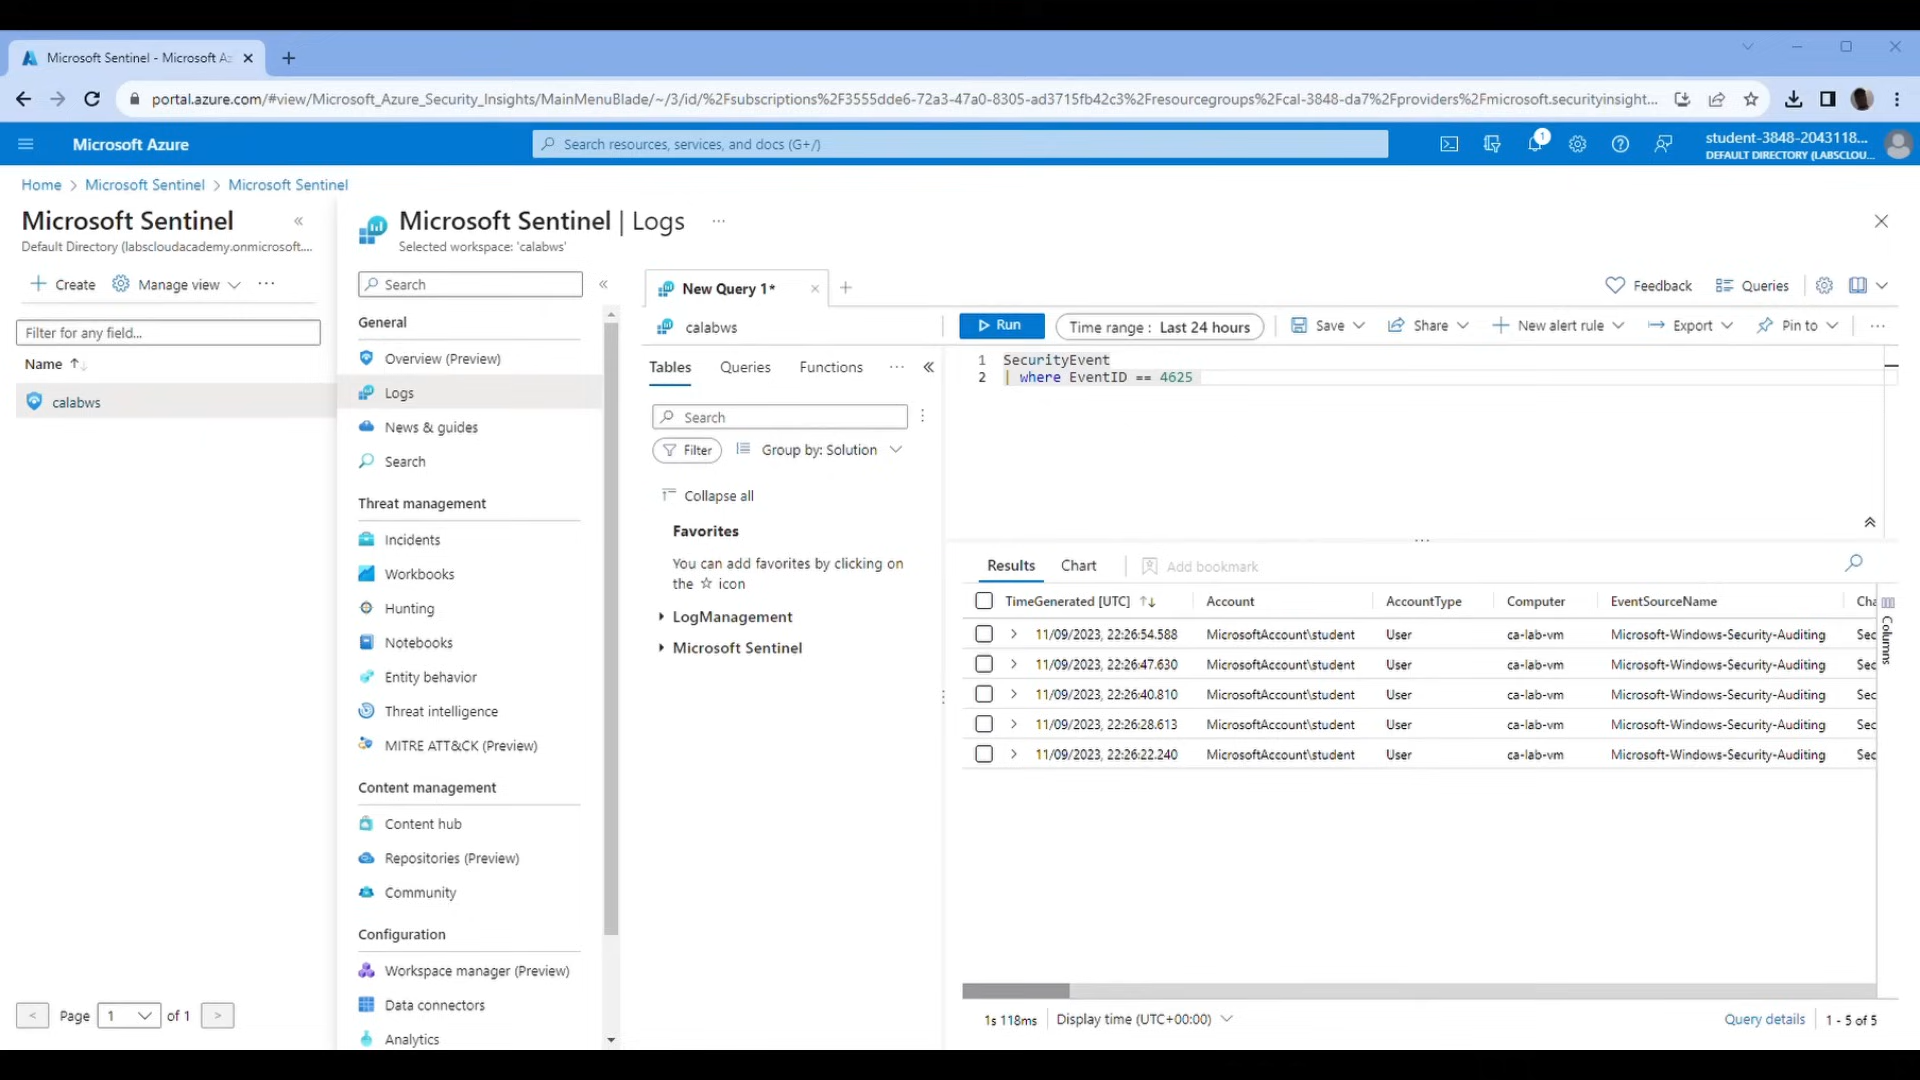 Microsoft Sentinel - Microsoft A
portal.azure.com/#view/Microsoft_Azure_Security_Insights/MainMenuBlade/~/3/id/%2Fsubscriptions%2F3555dde6-72a3-47a0-8305-ad3715fb42c3%2Fresourcegroups%2Fcal-3848-da7%2Fproviders%2Fmicrosoft.securityinsight...
Microsoft Azure
Search resources, services, and docs (G+/)
1
student-3848-2043118...
DEFAULT DIRECTORY (LABSCLOU...
Home > Microsoft Sentinel > Microsoft Sentinel
Microsoft Sentinel
Default Directory (labscloudacademy.onmicrosoft....
Create
Manage view
...
Filter for any field...
Name
calabws
Page 1 of 1
Microsoft Sentinel | Logs
...
Selected workspace: 'calabws'
Search
General
Overview (Preview)
Logs
News & guides
Search
Threat management
Incidents
Workbooks
Hunting
Notebooks
Entity behavior
Threat intelligence
MITRE ATT&CK (Preview)
Content management
Content hub
Repositories (Preview)
Community
Configuration
Workspace manager (Preview)
Data connectors
Analytics
New Query 1*
Feedback
Queries
calabws
Run
Time range : Last 24 hours
Save
Share
New alert rule
Export
Pin to
...
Tables Queries Functions ...
Search
Filter
Group by: Solution
Collapse all
Favorites
You can add favorites by clicking on
the ☆ icon
LogManagement
Microsoft Sentinel
1 SecurityEvent
2 | where EventID == 4625
Results Chart
Add bookmark
TimeGenerated [UTC] Account AccountType Computer EventSourceName Cha
11/09/2023, 22:26:54.588 MicrosoftAccount\student User ca-lab-vm Microsoft-Windows-Security-Auditing Sec
11/09/2023, 22:26:47.630 MicrosoftAccount\student User ca-lab-vm Microsoft-Windows-Security-Auditing Sec
11/09/2023, 22:26:40.810 MicrosoftAccount\student User ca-lab-vm Microsoft-Windows-Security-Auditing Sec
11/09/2023, 22:26:28.613 MicrosoftAccount\student User ca-lab-vm Microsoft-Windows-Security-Auditing Sec
11/09/2023, 22:26:22.240 MicrosoftAccount\student User ca-lab-vm Microsoft-Windows-Security-Auditing Sec
Columns
1s 118ms
Display time (UTC+00:00)
Query details
1 - 5 of 5